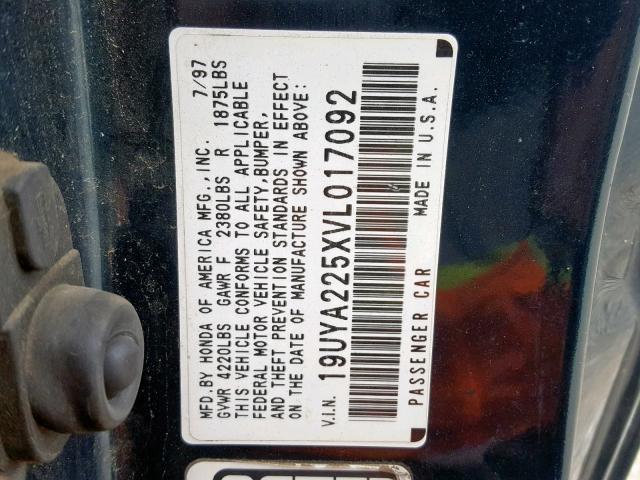 MFD.BY HONDA OF AMERICA MFG.,INC. 7/97
GVWR 4220LBS GAWR F 2380LBS R 1875LBS
THIS VEHICLE CONFORMS TO ALL APPLICABLE
FEDERAL MOTOR VEHICLE SAFETY,BUMPER,
AND THEFT PREVENTION STANDARDS IN EFFECT
ON THE DATE OF MANUFACTURE SHOWN ABOVE:
V.I.N. 19UYA225XVL017092
PASSENGER CAR MADE IN U.S.A.